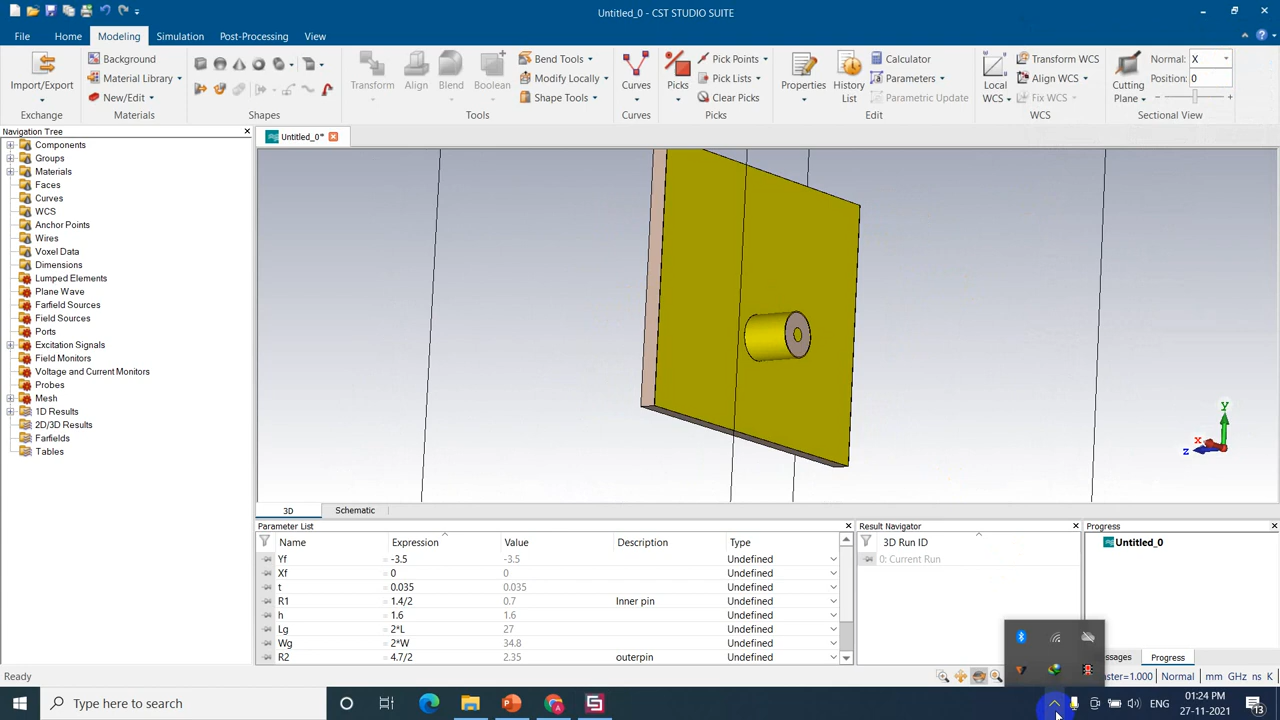 Untitled_0 - CST STUDIO SUITE
File Home Modeling Simulation Post-Processing View
Import/Export
Exchange
Background
Material Library
New/Edit
Materials
Shapes
Transform
Align
Blend
Boolean
Bend Tools
Modify Locally
Shape Tools
Tools
Curves
Curves
Picks
Pick Points
Pick Lists
Clear Picks
Picks
Properties
History List
Calculator
Parameters
Parametric Update
Edit
Local WCS
Transform WCS
Align WCS
Fix WCS
WCS
Cutting Plane
Normal: X
Position: 0
Sectional View
Navigation Tree
Components
Groups
Materials
Faces
Curves
WCS
Anchor Points
Wires
Voxel Data
Dimensions
Lumped Elements
Plane Wave
Farfield Sources
Field Sources
Ports
Excitation Signals
Field Monitors
Voltage and Current Monitors
Probes
Mesh
1D Results
2D/3D Results
Farfields
Tables
Untitled_0*
y
x
z
3D Schematic
Parameter List
Name Expression Value Description Type
Yf = -3.5 -3.5 Undefined
Xf = 0 0 Undefined
t = 0.035 0.035 Undefined
R1 = 1.4/2 0.7 Inner pin Undefined
h = 1.6 1.6 Undefined
Lg = 2*L 27 Undefined
Wg = 2*W 34.8 Undefined
R2 = 4.7/2 2.35 outerpin Undefined
Result Navigator
3D Run ID
0: Current Run
Progress
Untitled_0
essages Progress
Ready
aster=1.000 Normal mm GHz ns K
Type here to search
ENG
01:24 PM
27-11-2021
13